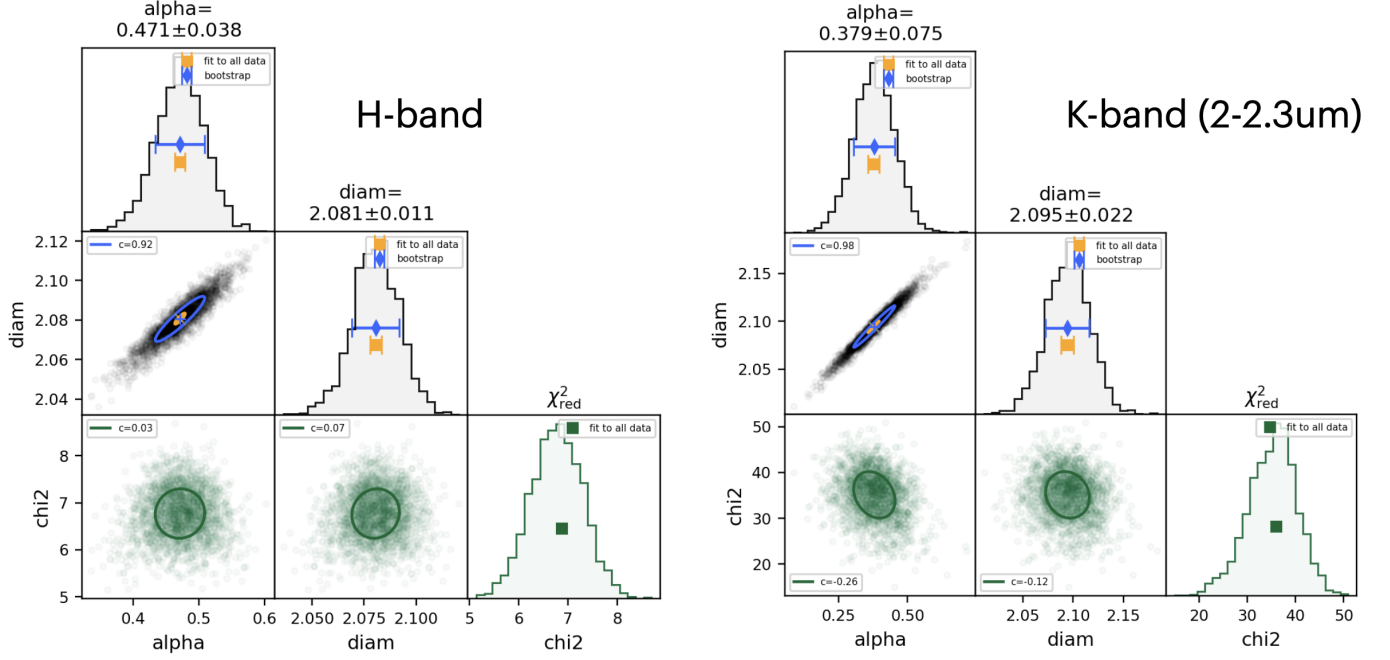 alpha=
0.471±0.038
fit to all data
bootstrap
H-band
diam=
2.081±0.011
c=0.92
fit to all data
bootstrap
2.12
2.10
2.08
2.06
2.04
diam
χ²red
c=0.03
c=0.07
fit to all data
8
7
6
5
chi2
0.4 0.5 0.6
alpha
2.050 2.075 2.100
diam
5 6 7 8
chi2
alpha=
0.379±0.075
fit to all data
bootstrap
K-band (2-2.3um)
diam=
2.095±0.022
c=0.98
fit to all data
bootstrap
2.15
2.10
2.05
diam
χ²red
fit to all data
50
40
30
20
chi2
c=-0.26
c=-0.12
0.25 0.50
alpha
2.05 2.10 2.15
diam
20 30 40 50
chi2